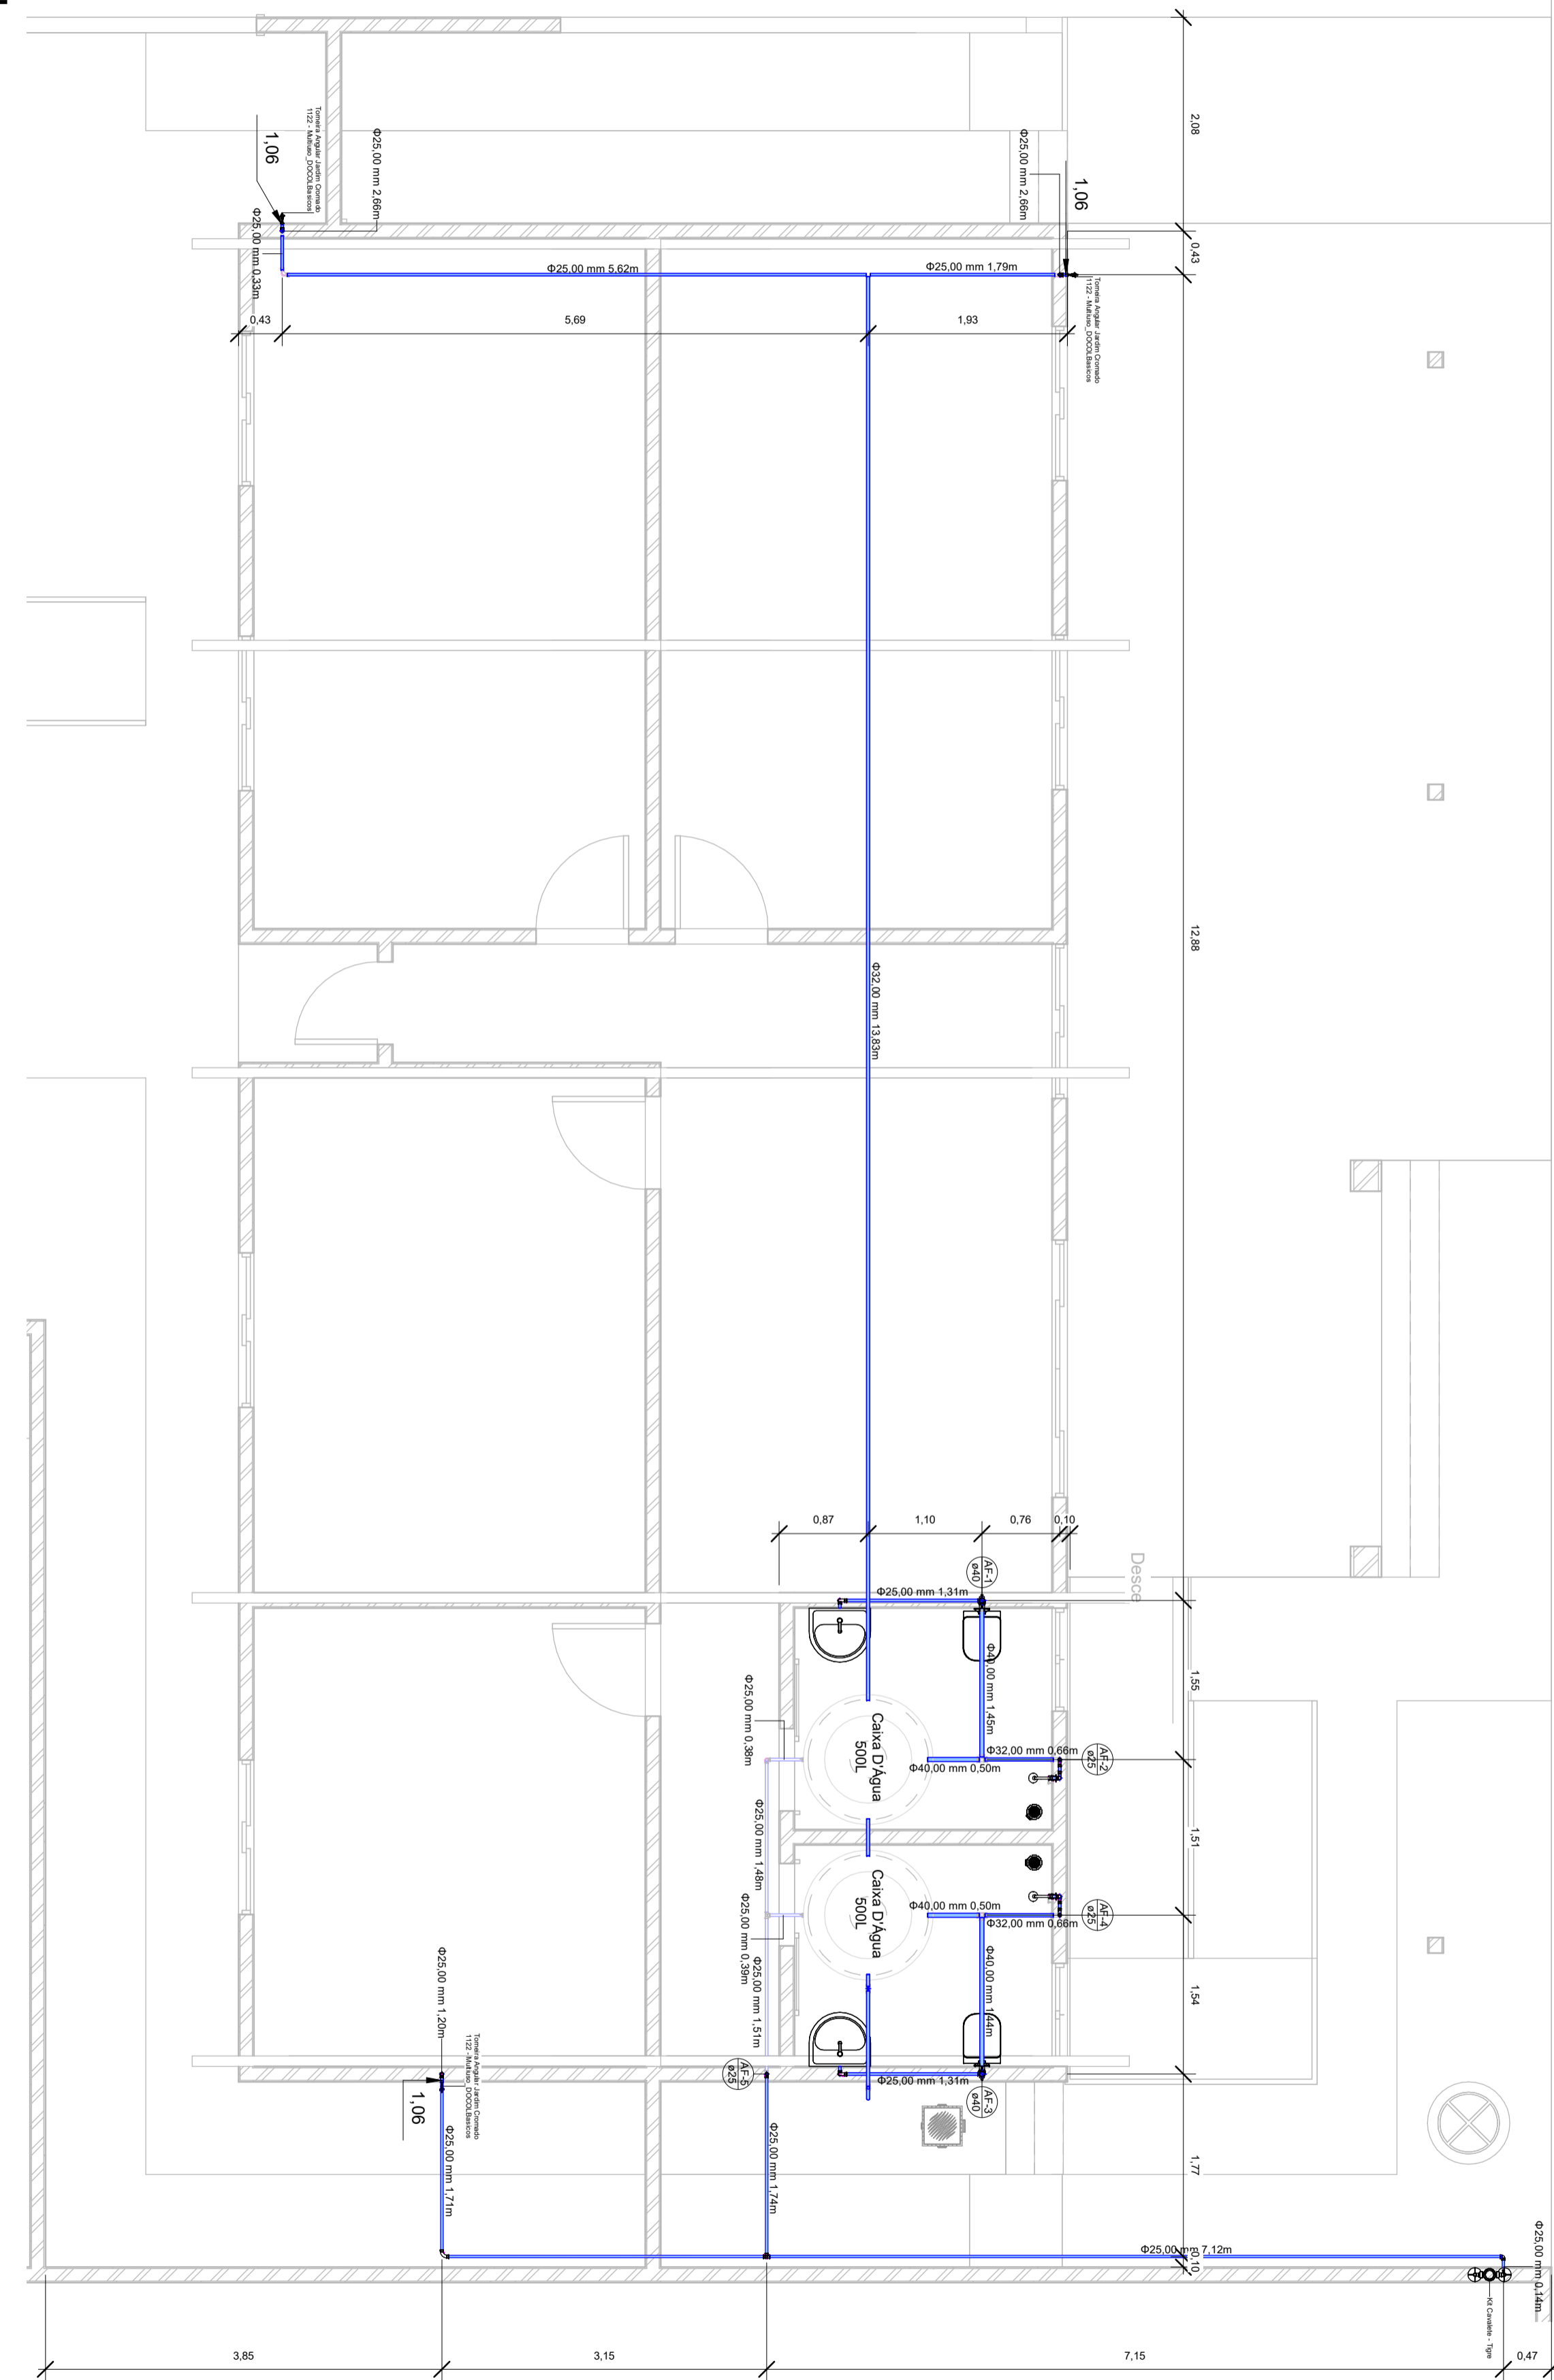 2,08
Tomeira Angular Jardim Cromado
1122 - Multiuso_DOCOLBasicos
1,06
Φ25,00 mm 2,66m
Φ25,00 mm 2,66m
1,06
Φ25,00 mm 0,33m
0,43
Φ25,00 mm 5,62m
Φ25,00 mm 1,79m
Tomeira Angular Jardim Cromado
1122 - Multiuso_DOCOLBasicos
0,43
5,69
1,93
12,88
Φ32,00 mm 13,83m
0,87
1,10
0,76
0,10
Desce
AF-1
ø40
Φ25,00 mm 1,31m
Φ40,00 mm 1,45m
1,55
Φ25,00 mm 0,38m
Caixa D'Água
500L
Φ32,00 mm 0,66m
Φ40,00 mm 0,50m
AF-2
ø25
Φ25,00 mm 1,48m
1,51
Caixa D'Água
500L
Φ40,00 mm 0,50m
Φ32,00 mm 0,66m
AF-4
ø25
Φ25,00 mm 0,39m
Φ25,00 mm 1,51m
Φ40,00 mm 1,44m
1,54
Φ25,00 mm 1,20m
Tomeira Angular Jardim Cromado
1122 - Multiuso_DOCOLBasicos
1,06
AF-5
ø25
Φ25,00 mm 1,31m
AF-3
ø40
Φ25,00 mm 1,71m
Φ25,00 mm 1,74m
1,77
Φ25,00 mm 7,12m
0,10
Φ25,00 mm 0,14m
Kit Cavalete - Tigre
3,85
3,15
7,15
0,47